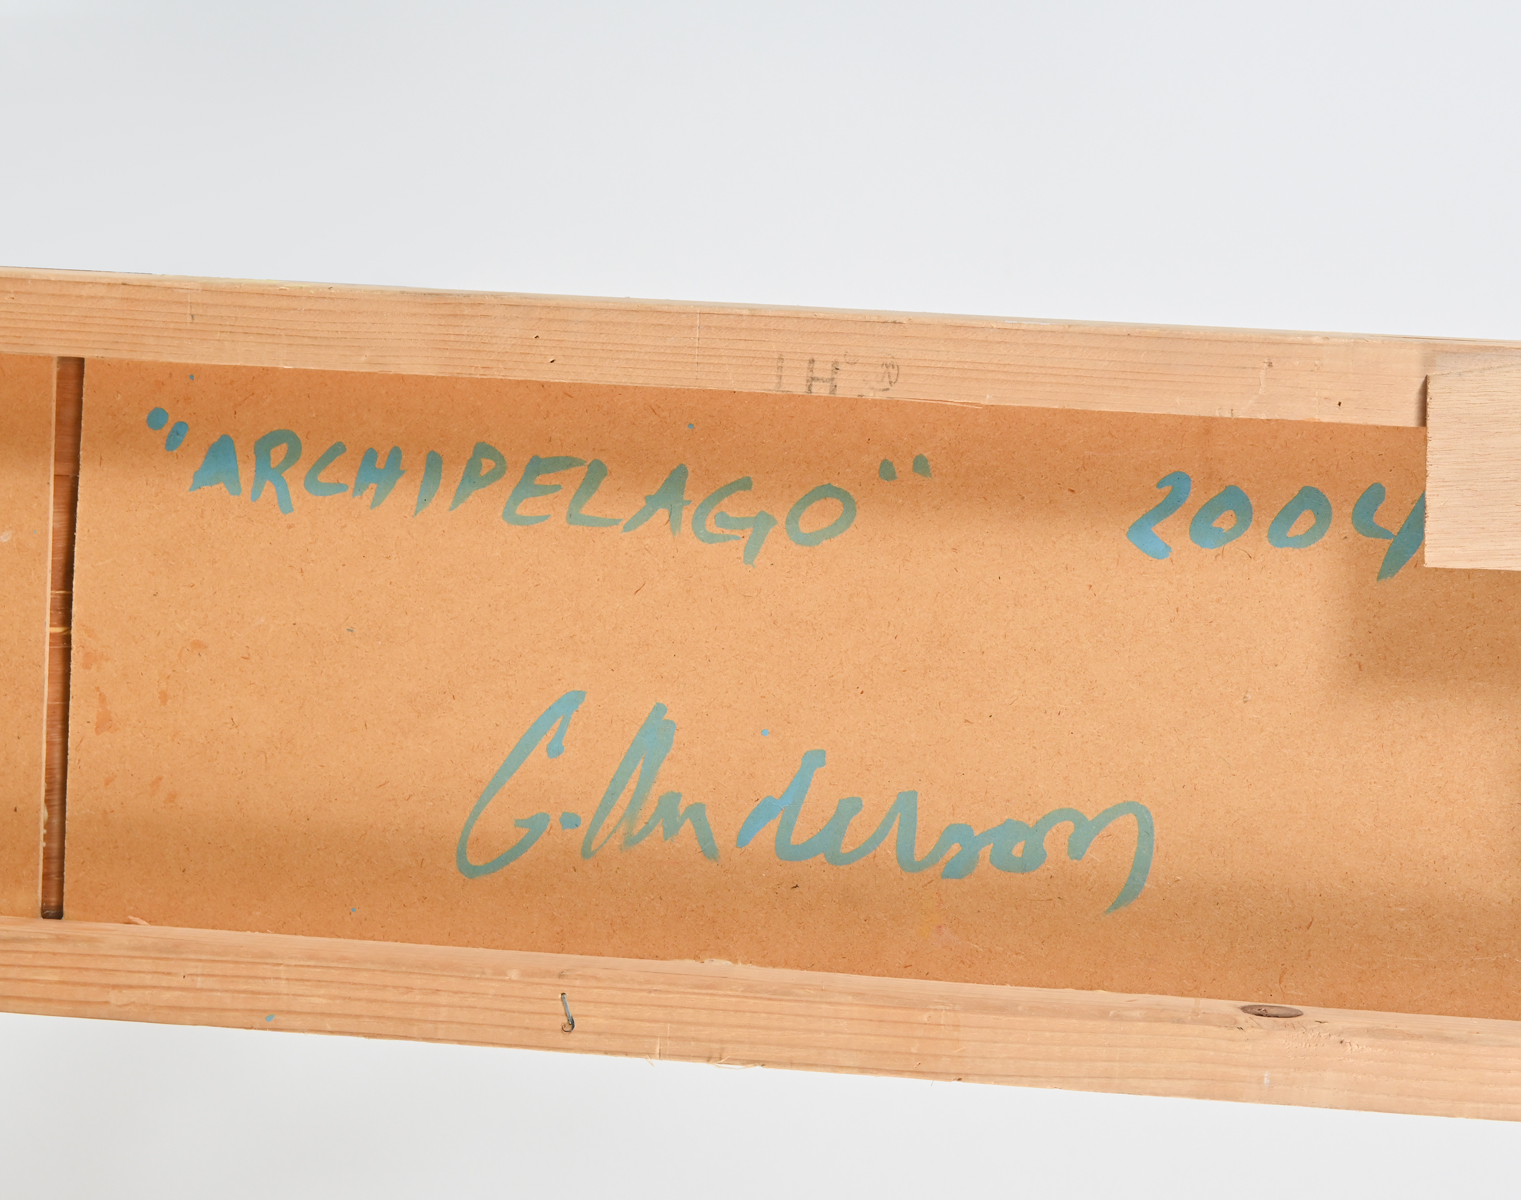 "ARCHIPELAGO" 2004
G. Anderson